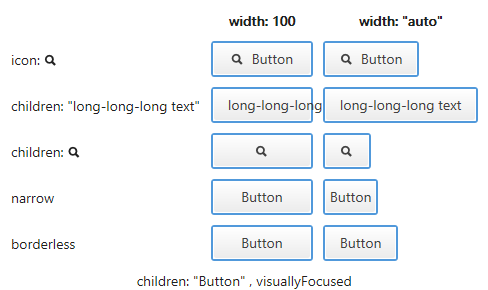 width: 100 width: "auto"
icon: Button Button
children: "long-long-long text" long-long-long long-long-long text
children:
narrow Button Button
borderless Button Button
children: "Button" , visuallyFocused